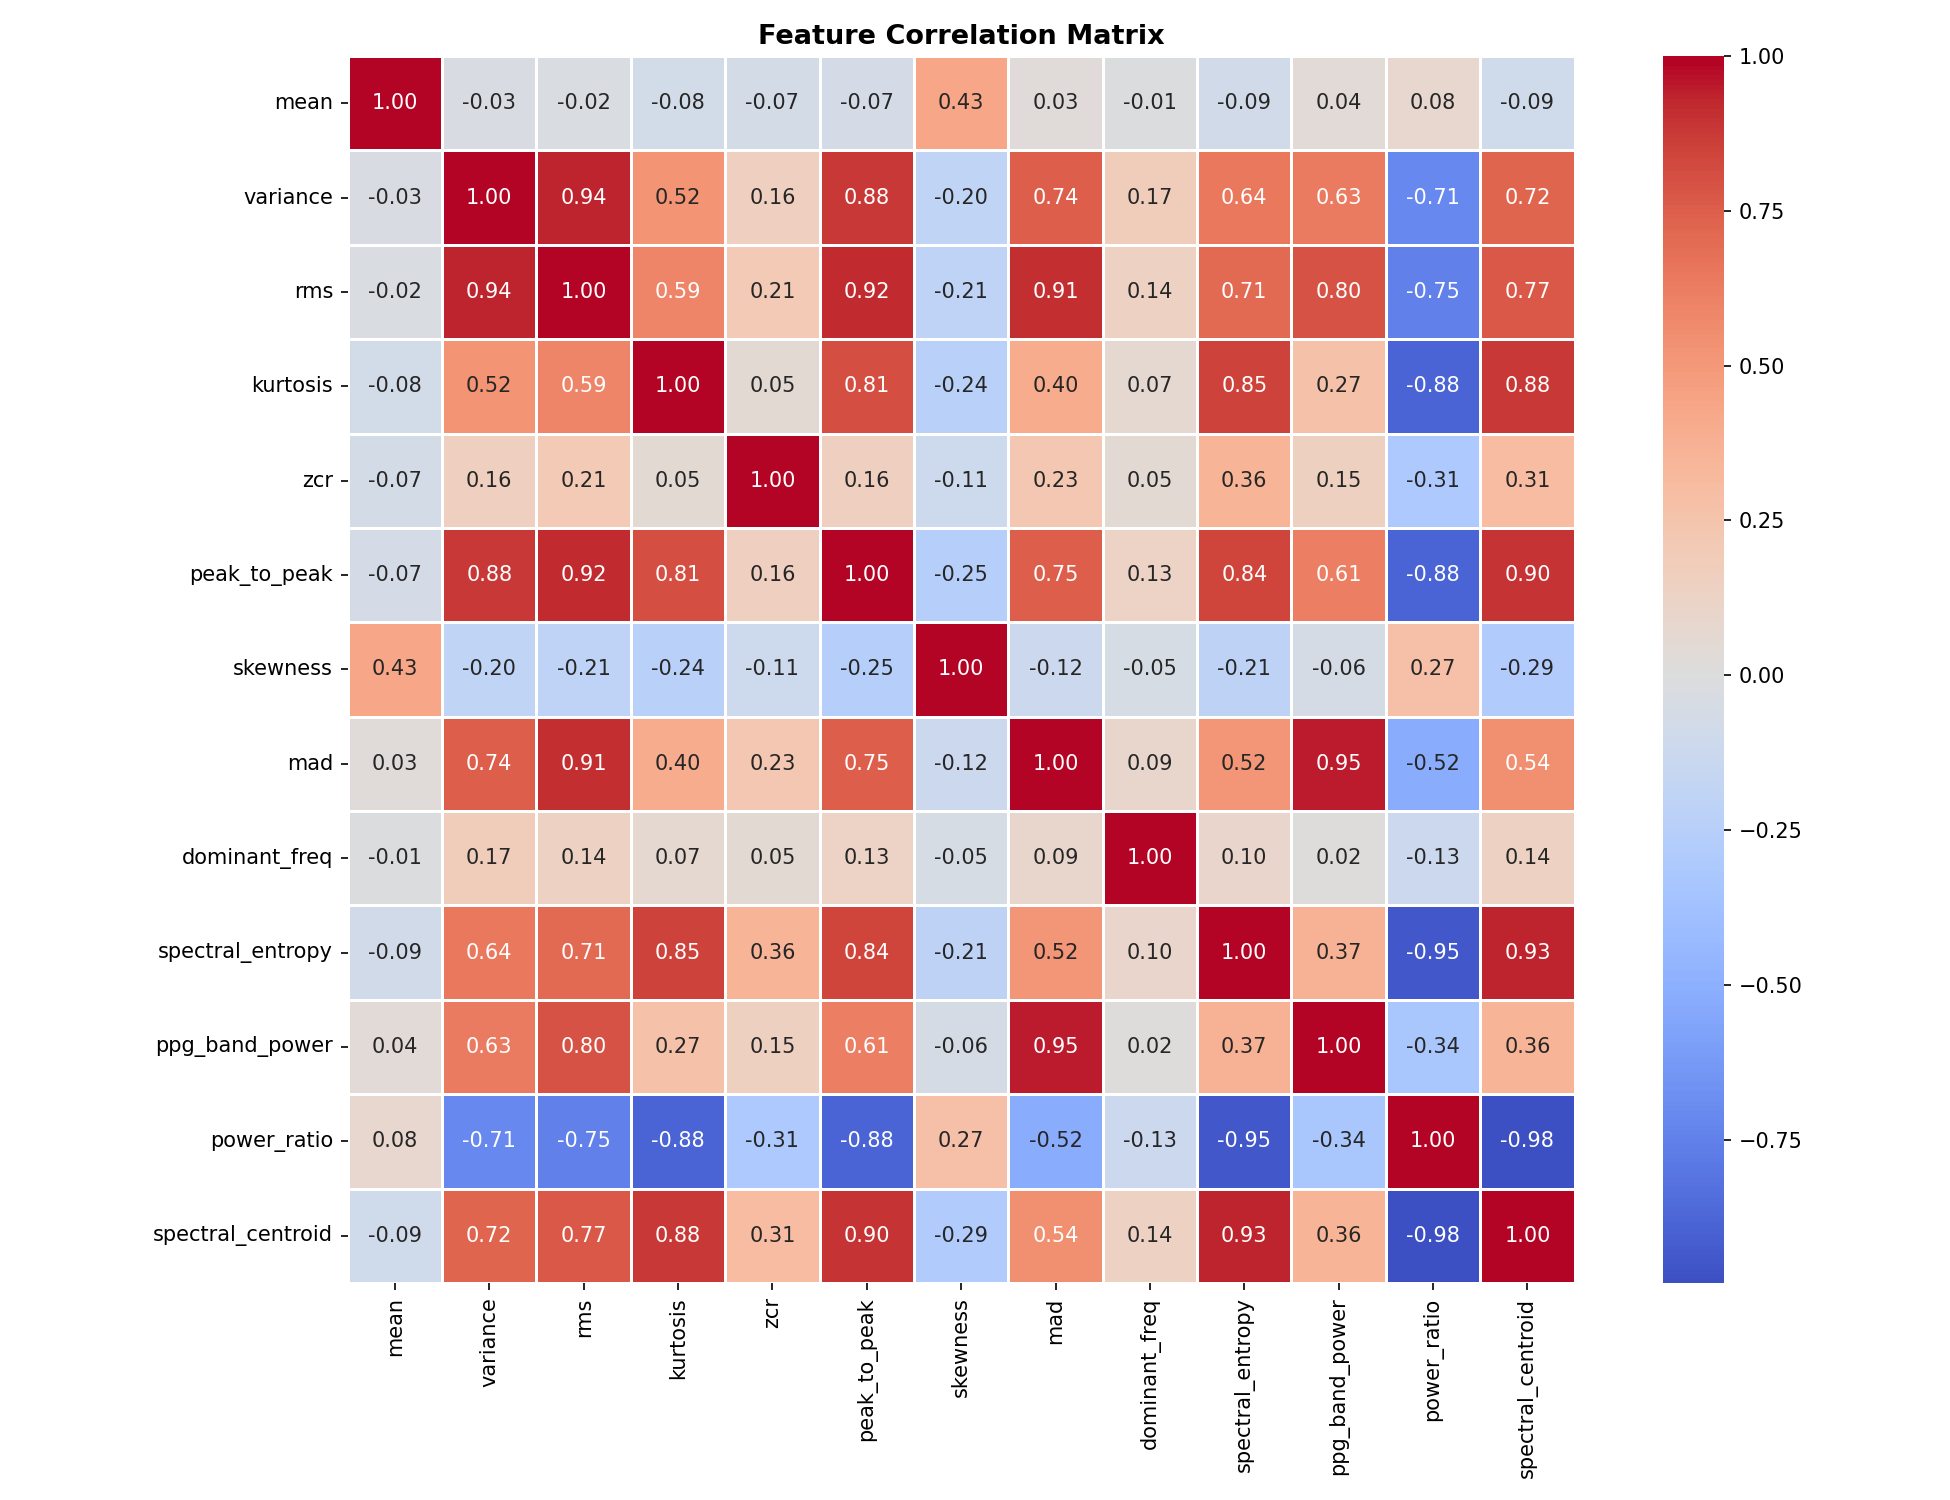 Feature Correlation Matrix
mean 1.00 -0.03 -0.02 -0.08 -0.07 -0.07 0.43 0.03 -0.01 -0.09 0.04 0.08 -0.09
variance -0.03 1.00 0.94 0.52 0.16 0.88 -0.20 0.74 0.17 0.64 0.63 -0.71 0.72
rms -0.02 0.94 1.00 0.59 0.21 0.92 -0.21 0.91 0.14 0.71 0.80 -0.75 0.77
kurtosis -0.08 0.52 0.59 1.00 0.05 0.81 -0.24 0.40 0.07 0.85 0.27 -0.88 0.88
zcr -0.07 0.16 0.21 0.05 1.00 0.16 -0.11 0.23 0.05 0.36 0.15 -0.31 0.31
peak_to_peak -0.07 0.88 0.92 0.81 0.16 1.00 -0.25 0.75 0.13 0.84 0.61 -0.88 0.90
skewness 0.43 -0.20 -0.21 -0.24 -0.11 -0.25 1.00 -0.12 -0.05 -0.21 -0.06 0.27 -0.29
mad 0.03 0.74 0.91 0.40 0.23 0.75 -0.12 1.00 0.09 0.52 0.95 -0.52 0.54
dominant_freq -0.01 0.17 0.14 0.07 0.05 0.13 -0.05 0.09 1.00 0.10 0.02 -0.13 0.14
spectral_entropy -0.09 0.64 0.71 0.85 0.36 0.84 -0.21 0.52 0.10 1.00 0.37 -0.95 0.93
ppg_band_power 0.04 0.63 0.80 0.27 0.15 0.61 -0.06 0.95 0.02 0.37 1.00 -0.34 0.36
power_ratio 0.08 -0.71 -0.75 -0.88 -0.31 -0.88 0.27 -0.52 -0.13 -0.95 -0.34 1.00 -0.98
spectral_centroid -0.09 0.72 0.77 0.88 0.31 0.90 -0.29 0.54 0.14 0.93 0.36 -0.98 1.00
mean variance rms kurtosis zcr peak_to_peak skewness mad dominant_freq spectral_entropy ppg_band_power power_ratio spectral_centroid
1.00
0.75
0.50
0.25
0.00
−0.25
−0.50
−0.75